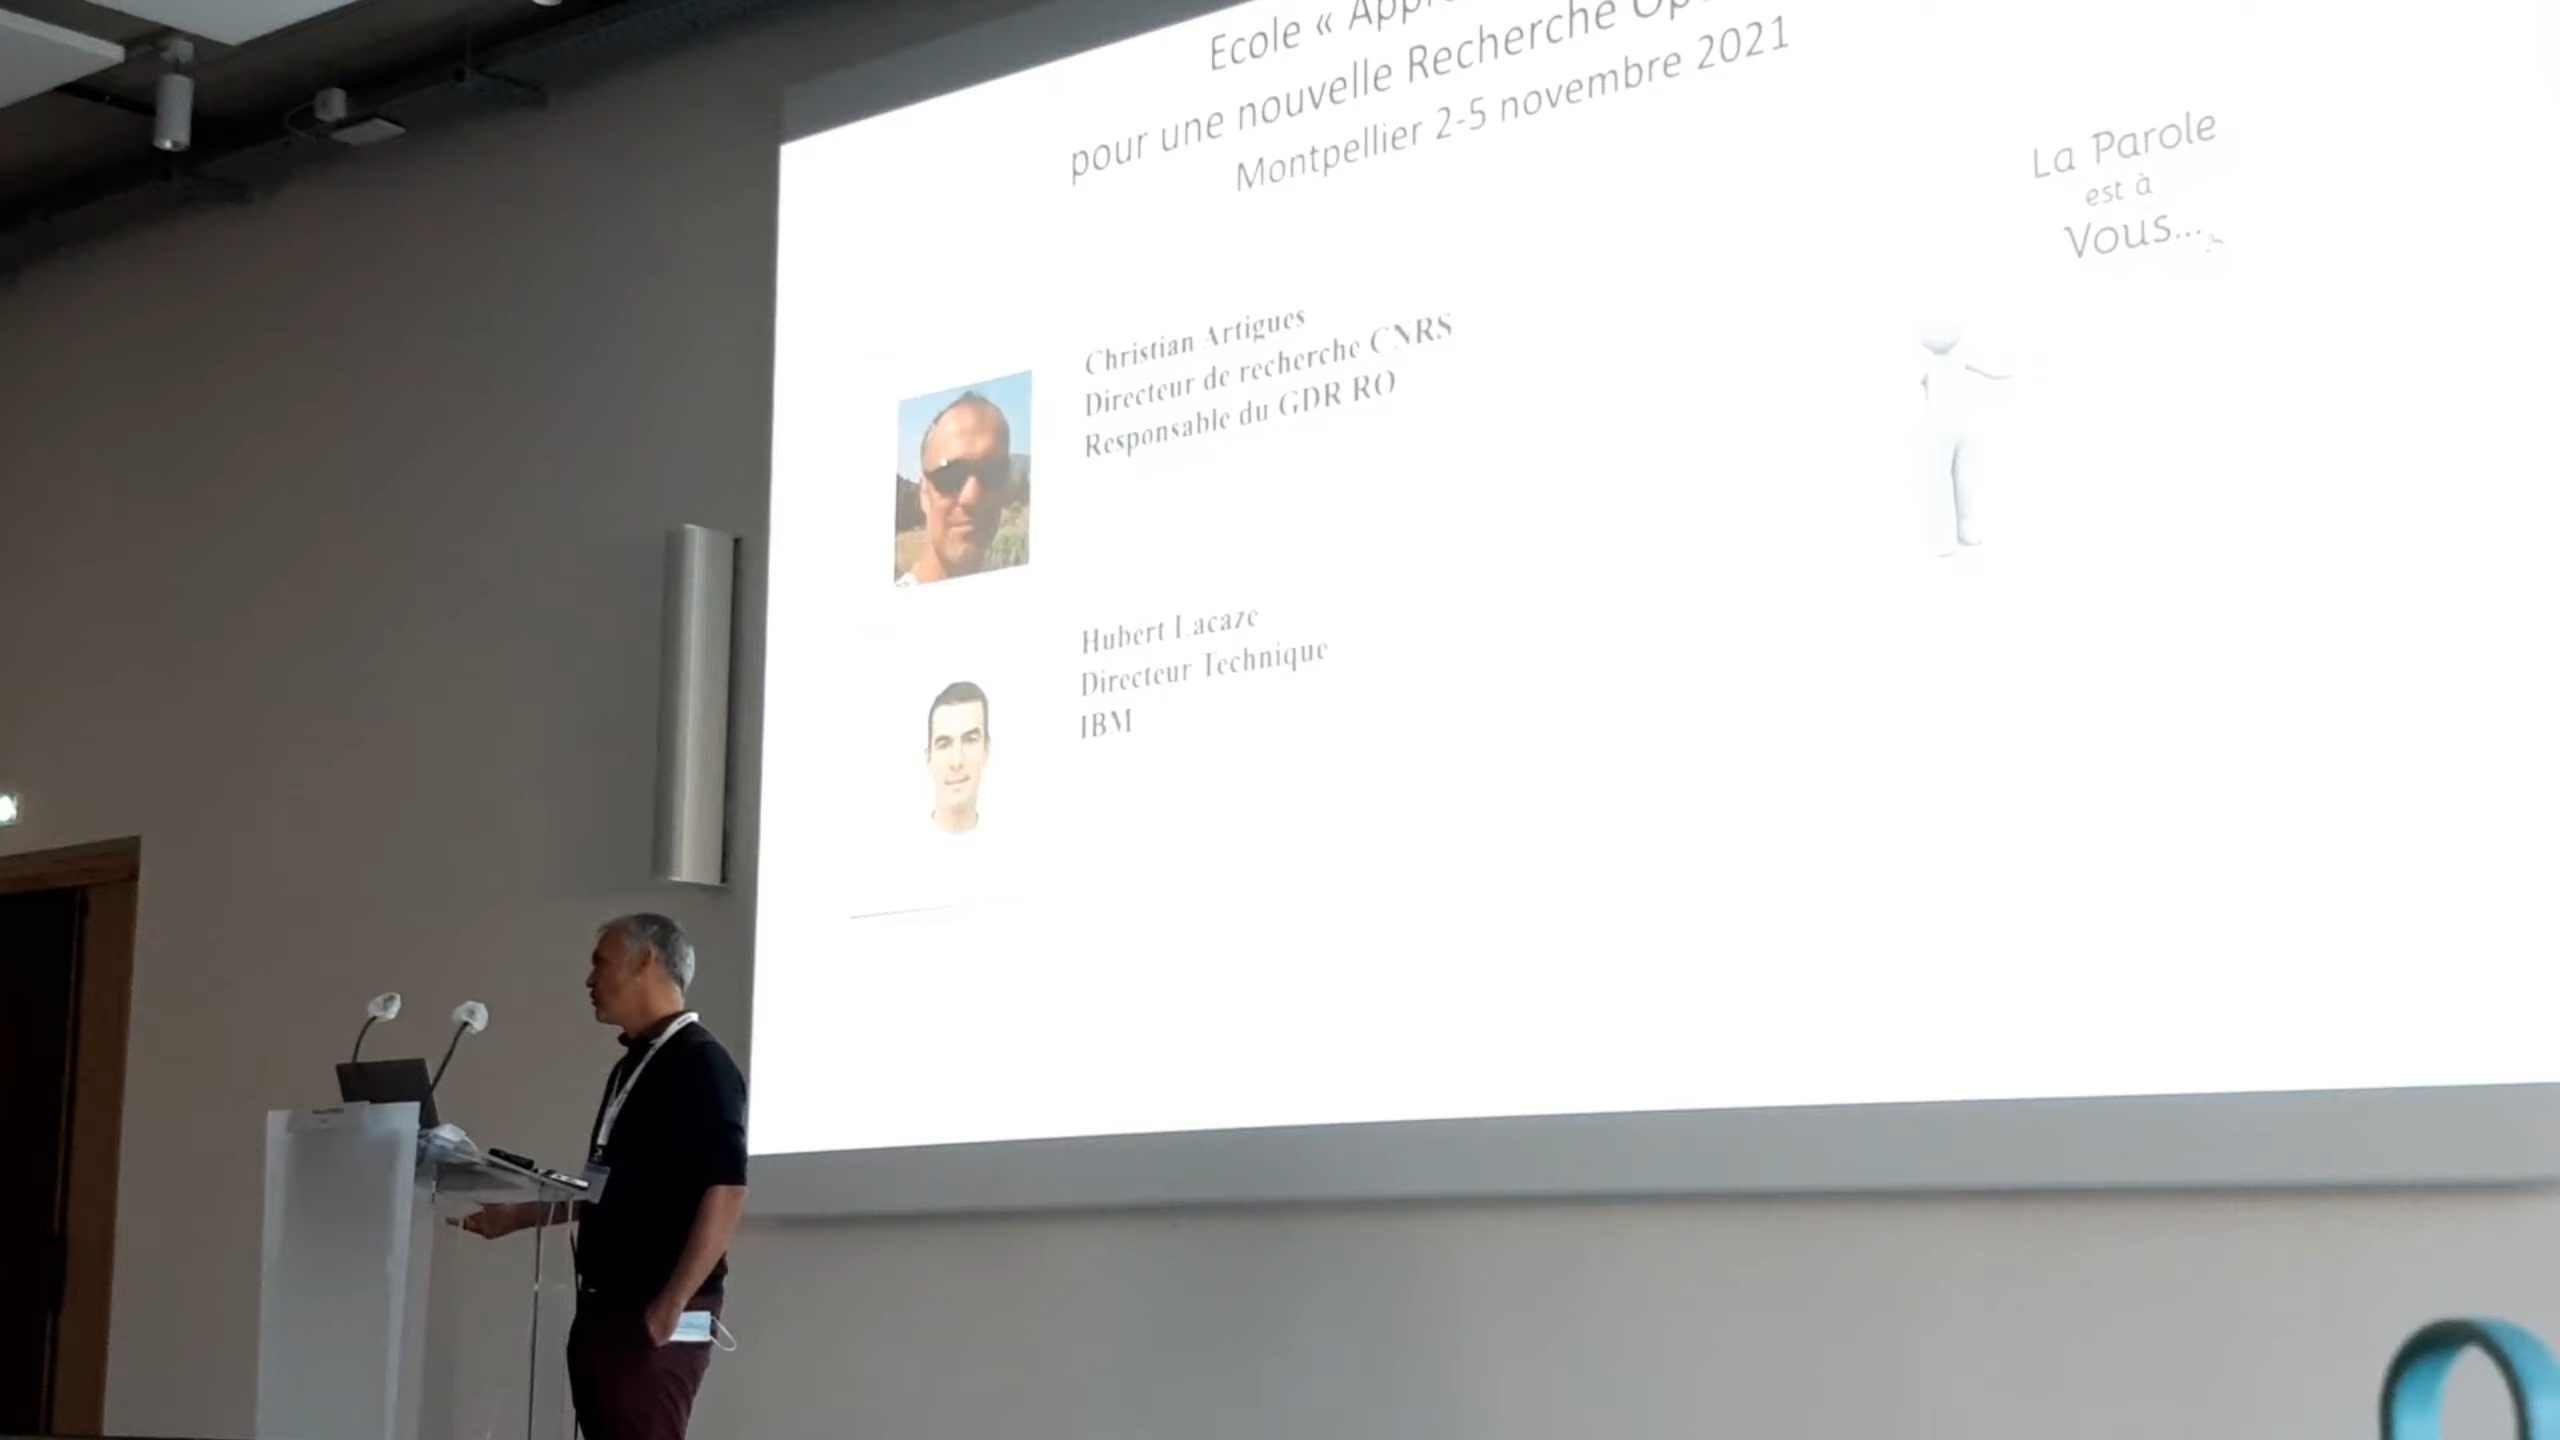 Ecole «
pour une nouvelle Recherche
Montpellier 2-5 novembre 2021
La Parole
est à
Vous...
Christian Artigues
Directeur de recherche CNRS
Responsable du GDR RO
Hubert Lacaze
Directeur Technique
IBM